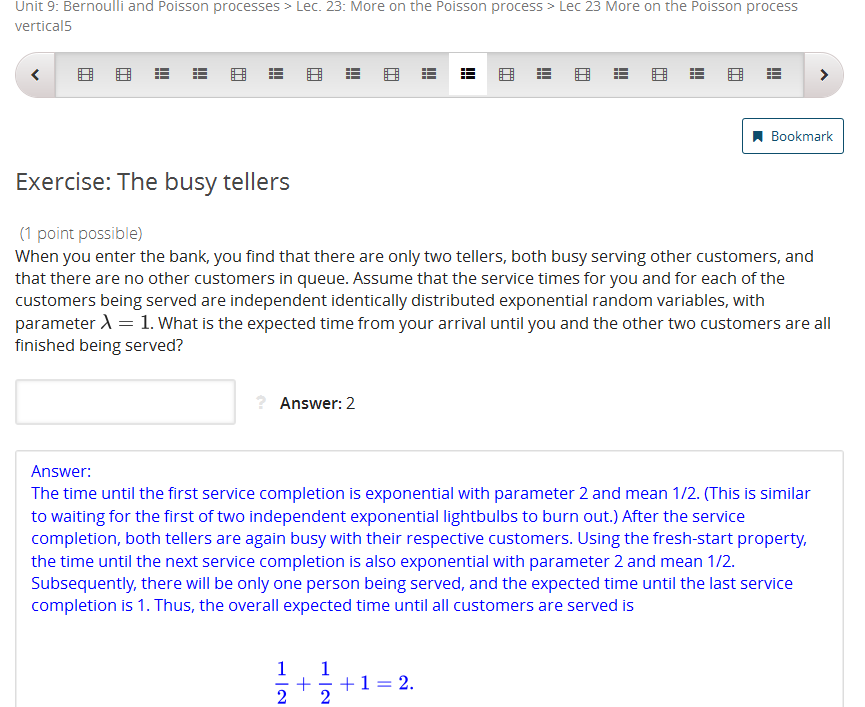 Unit 9: Bernoulli and Poisson processes > Lec. 23: More on the Poisson process > Lec 23 More on the Poisson process
vertical5
Bookmark
Exercise: The busy tellers
(1 point possible)
When you enter the bank, you find that there are only two tellers, both busy serving other customers, and
that there are no other customers in queue. Assume that the service times for you and for each of the
customers being served are independent identically distributed exponential random variables, with
parameter λ = 1. What is the expected time from your arrival until you and the other two customers are all
finished being served?
? Answer: 2
Answer:
The time until the first service completion is exponential with parameter 2 and mean 1/2. (This is similar
to waiting for the first of two independent exponential lightbulbs to burn out.) After the service
completion, both tellers are again busy with their respective customers. Using the fresh-start property,
the time until the next service completion is also exponential with parameter 2 and mean 1/2.
Subsequently, there will be only one person being served, and the expected time until the last service
completion is 1. Thus, the overall expected time until all customers are served is
1/2 + 1/2 + 1 = 2.